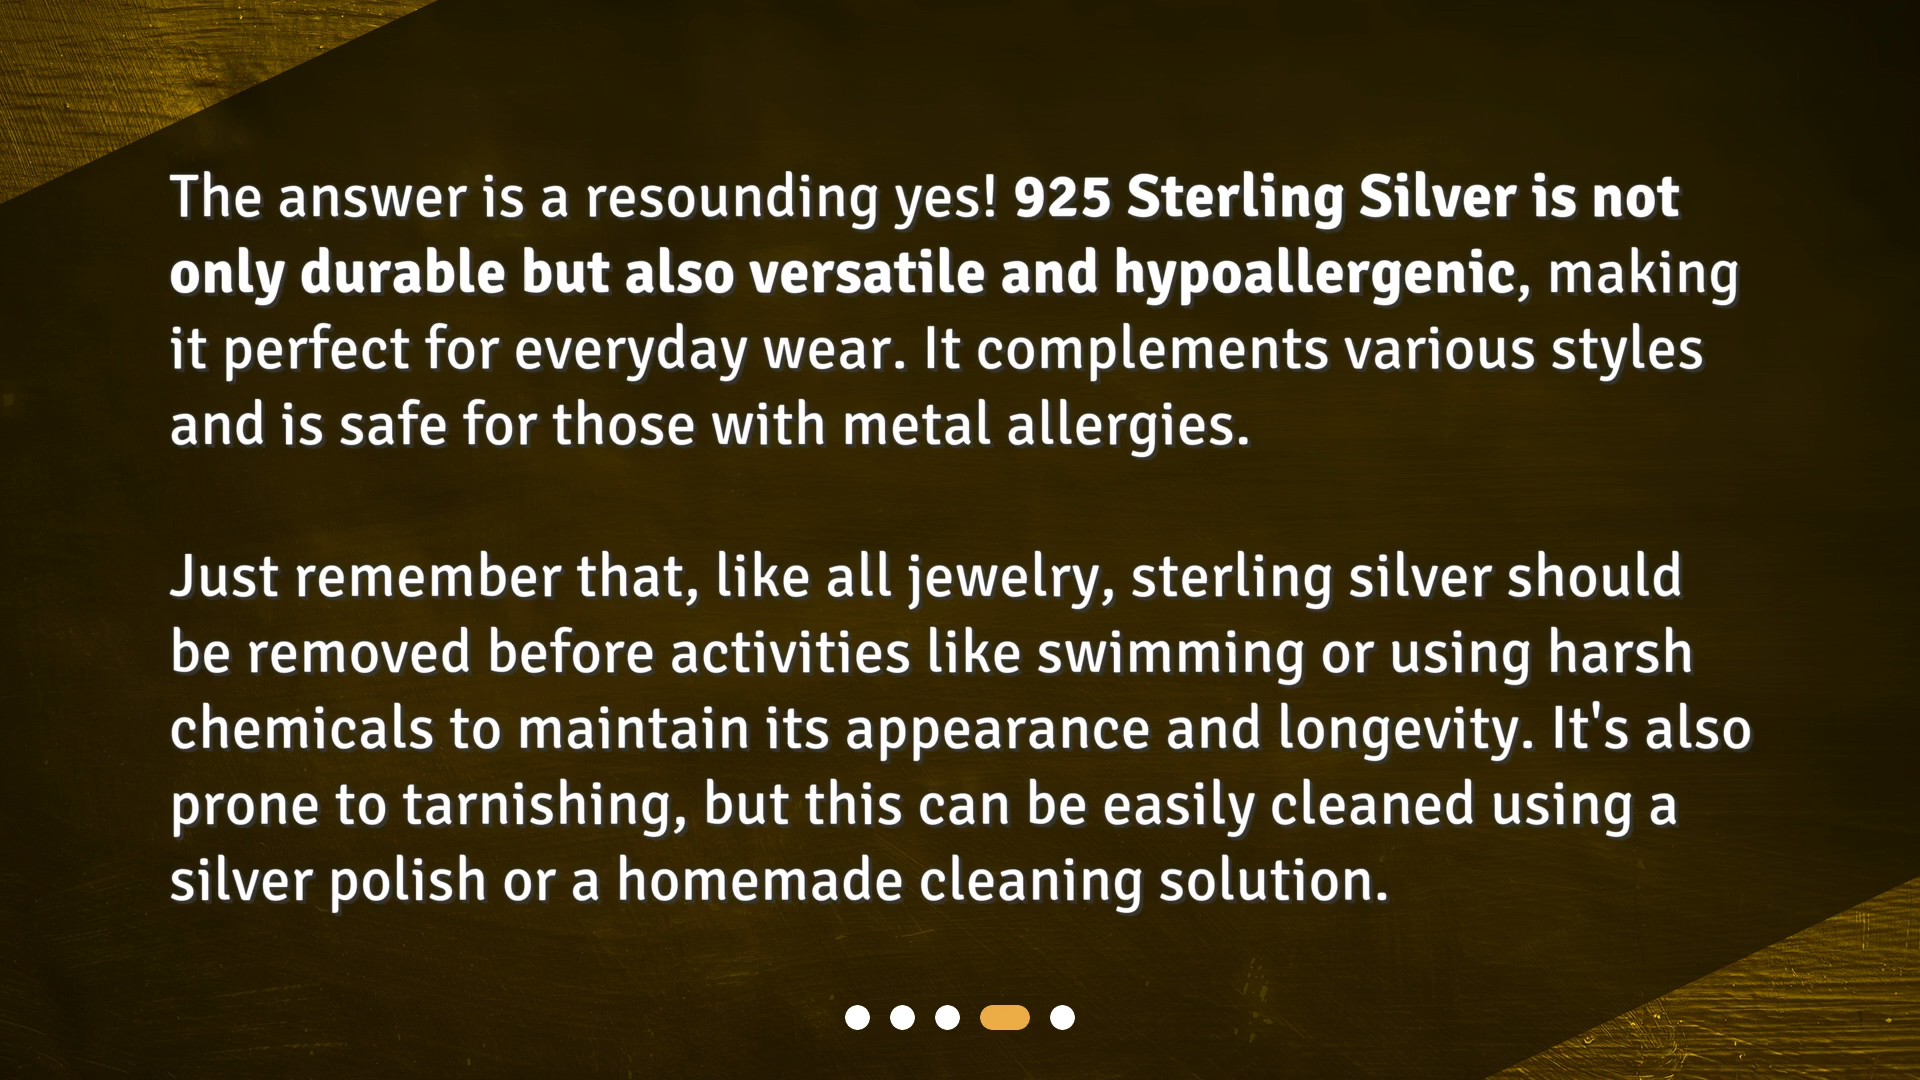 The answer is a resounding yes! 925 Sterling Silver is not
only durable but also versatile and hypoallergenic, making
it perfect for everyday wear. It complements various styles
and is safe for those with metal allergies.
Just remember that, like all jewelry, sterling silver should
be removed before activities like swimming or using harsh
chemicals to maintain its appearance and longevity. It's also
prone to tarnishing, but this can be easily cleaned using a
silver polish or a homemade cleaning solution.